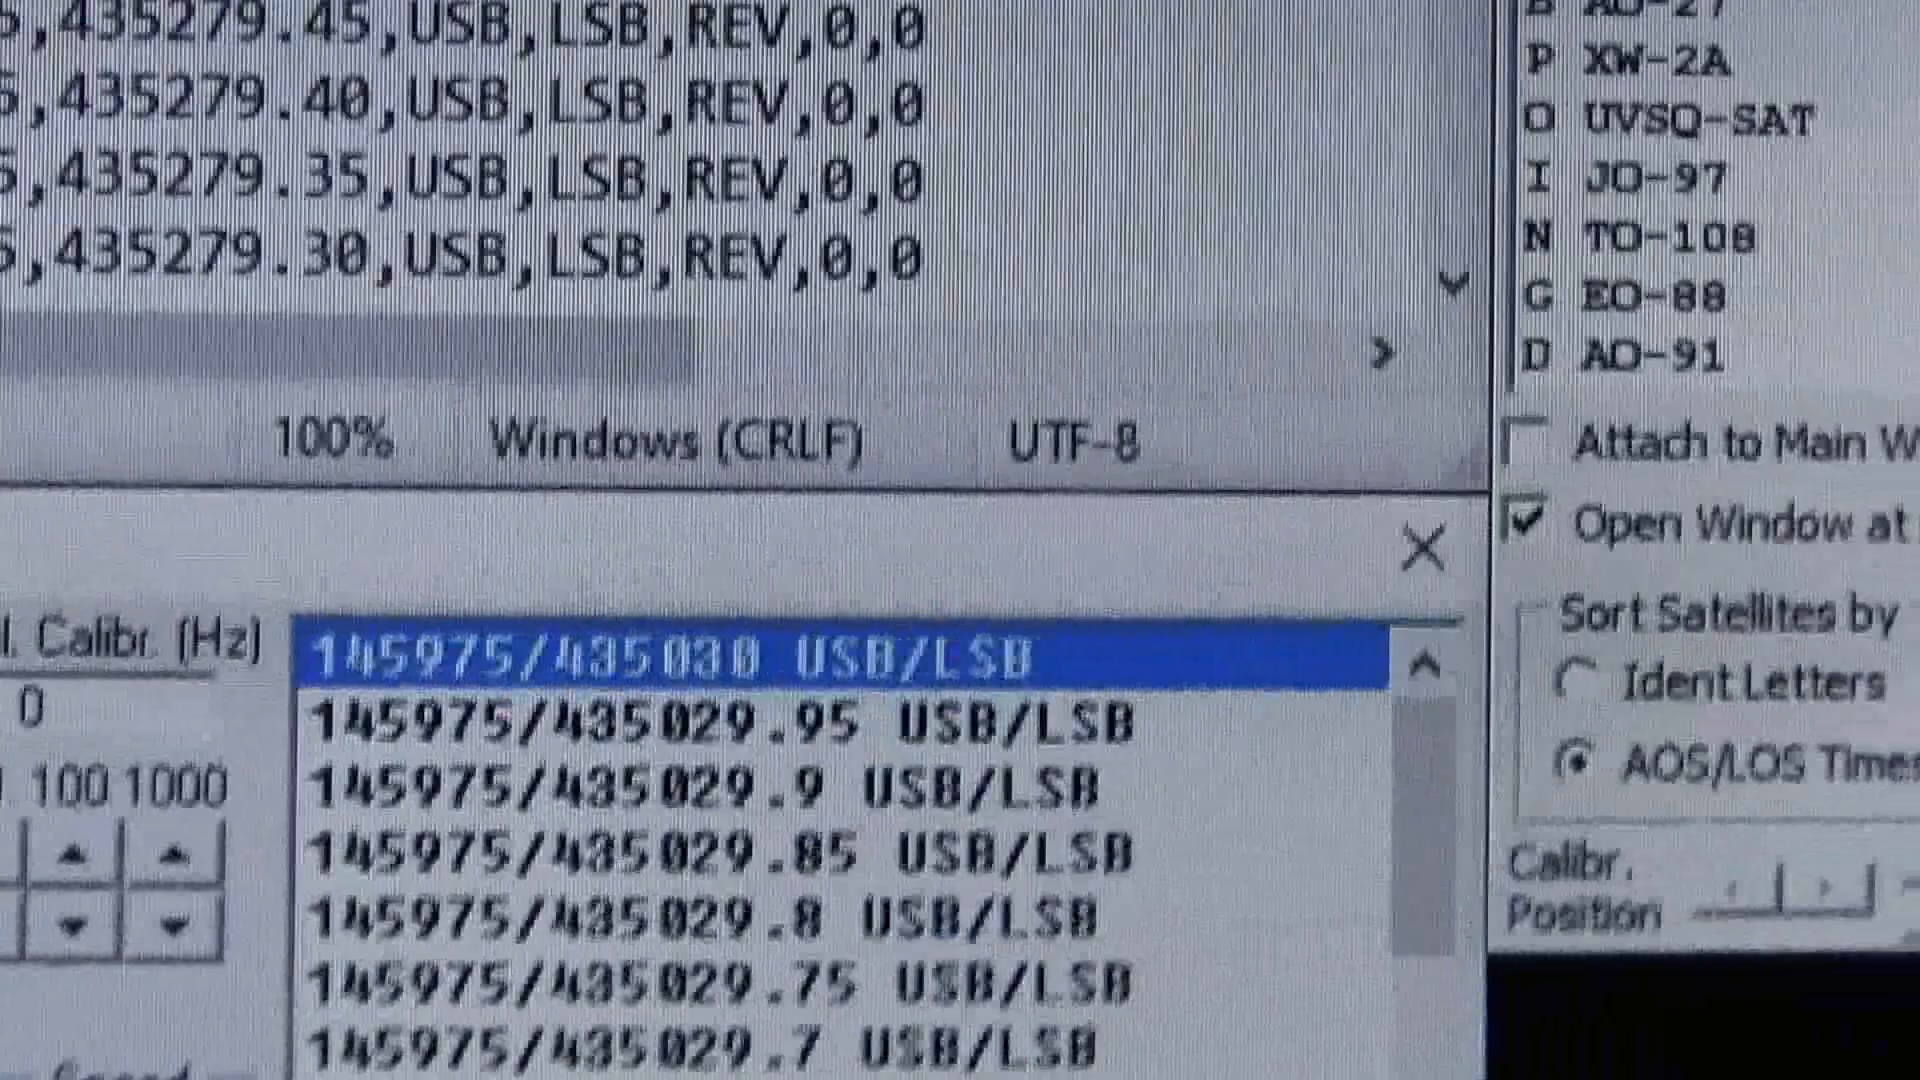 ,435279.45,USB,LSB,REV,0,0
,435279.40,USB,LSB,REV,0,0
,435279.35,USB,LSB,REV,0,0
,435279.30,USB,LSB,REV,0,0
100% Windows (CRLF) UTF-8
B AO-27
P XW-2A
O UVSQ-SAT
I JO-97
N TO-108
G EO-88
D AO-91
Attach to Main W
Open Window at
Sort Satellites by
Ident Letters
AOS/LOS Times
Calibr.
Position
l. Calibr. (Hz)
0
100 1000
145975/435030 USB/LSB
145975/435029.95 USB/LSB
145975/435029.9 USB/LSB
145975/435029.85 USB/LSB
145975/435029.8 USB/LSB
145975/435029.75 USB/LSB
145975/435029.7 USB/LSB